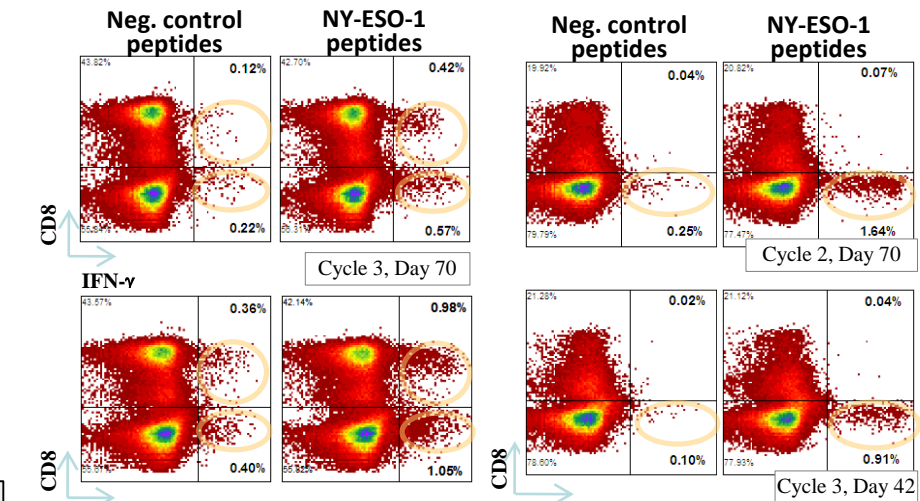 Neg. control
peptides
NY-ESO-1
peptides
Neg. control
peptides
NY-ESO-1
peptides
43.82%
0.12%
42.70%
0.42%
19.92%
0.04%
20.82%
0.07%
CD8
0.22%
0.57%
79.79%
0.25%
77.47%
1.64%
Cycle 3, Day 70
Cycle 2, Day 70
IFN-γ
43.57%
0.36%
42.14%
0.98%
21.28%
0.02%
21.12%
0.04%
CD8
0.40%
1.05%
CD8
78.60%
0.10%
77.93%
0.91%
Cycle 3, Day 42